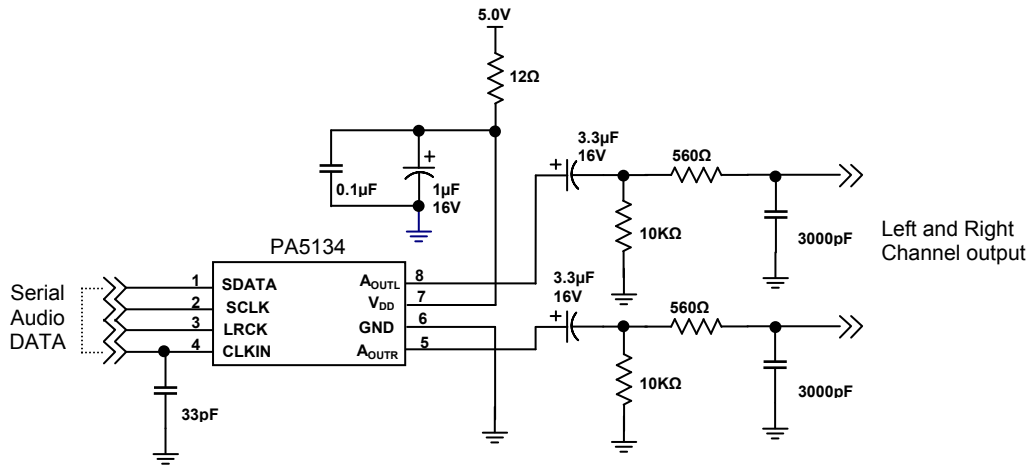 5.0V
12Ω
0.1µF
1µF
16V
3.3µF
16V
560Ω
10KΩ
3000pF
Left and Right
Channel output
PA5134
Serial
Audio
DATA
1 SDATA
2 SCLK
3 LRCK
4 CLKIN
AOUTL 8
VDD 7
GND 6
AOUTR 5
33pF
3.3µF
16V
560Ω
10KΩ
3000pF